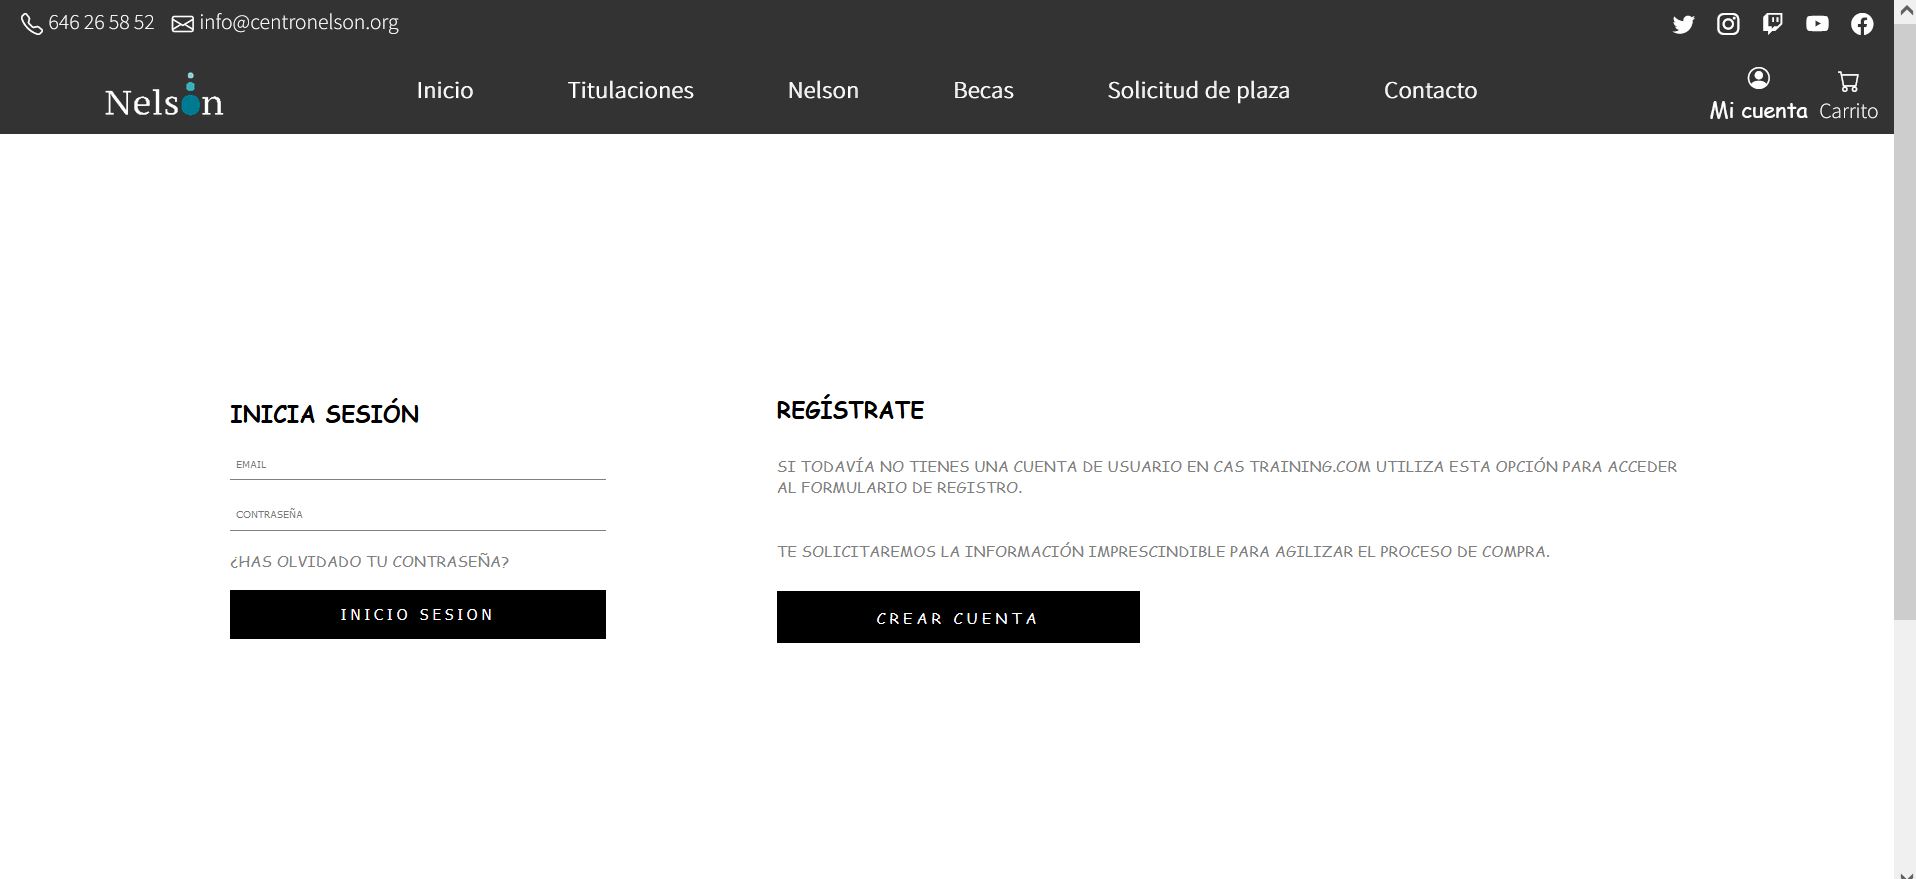 646 26 58 52 info@centronelson.org
Nelson
Inicio Titulaciones Nelson Becas Solicitud de plaza Contacto
Mi cuenta Carrito
INICIA SESIÓN
EMAIL
CONTRASEÑA
¿HAS OLVIDADO TU CONTRASEÑA?
INICIO SESION
REGÍSTRATE
SI TODAVÍA NO TIENES UNA CUENTA DE USUARIO EN CAS TRAINING.COM UTILIZA ESTA OPCIÓN PARA ACCEDER
AL FORMULARIO DE REGISTRO.
TE SOLICITAREMOS LA INFORMACIÓN IMPRESCINDIBLE PARA AGILIZAR EL PROCESO DE COMPRA.
CREAR CUENTA